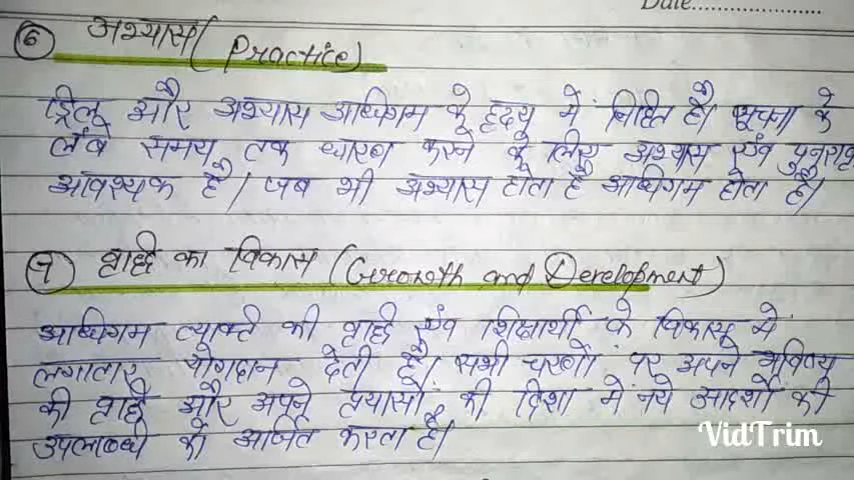 Date....................
6 अभ्यास (Practice)
ड्रिल और अभ्यास अधिगम के हृदय में निहित है। सूचना के
लंबे समय तक धारण करने के लिए अभ्यास एवं
आवश्यक है। जब भी अभ्यास होता है अधिगम होता है।
7 वृद्धि का विकास (Growth and Development)
अधिगम व्यक्ति की वृद्धि एवं शिक्षार्थी के विकास में
लगातार योगदान देती है। सभी चरणों पर अपने भविष्य
की वृद्धि और अपने प्रयासों की दिशा में नये आदर्शों की
उपलब्धि को अर्जित करता है।
VidTrim